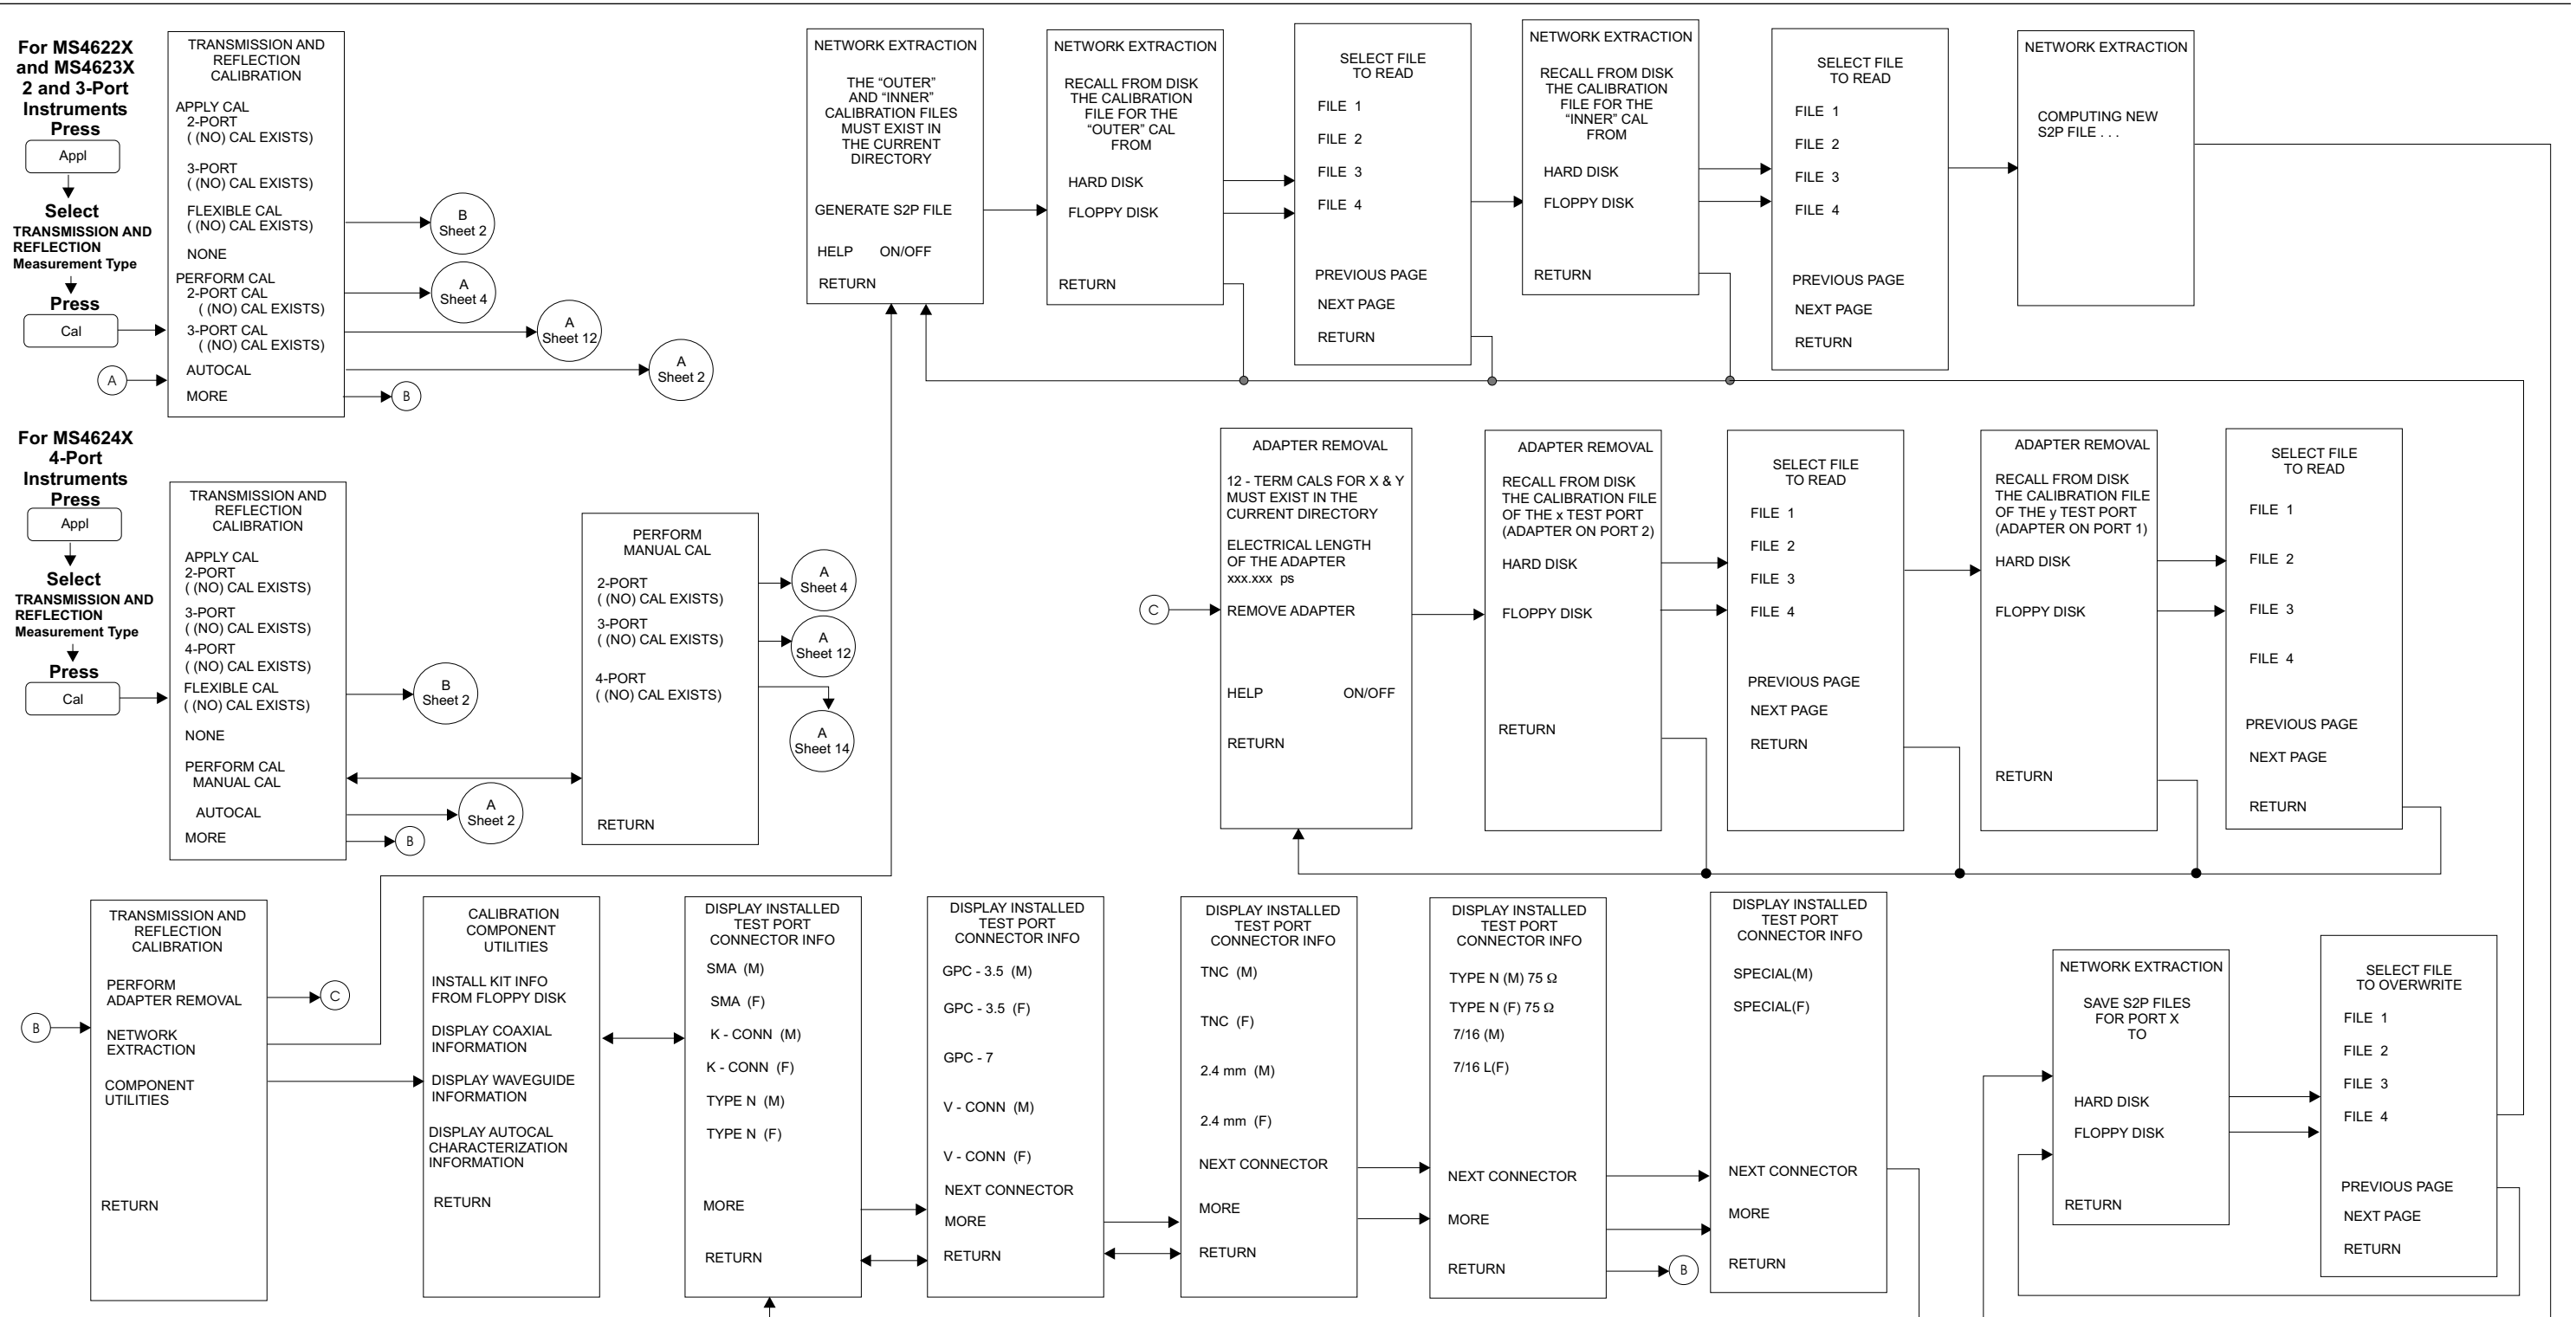 For MS4622X
and MS4623X
2 and 3-Port
Instruments
Press
Appl
Select
TRANSMISSION AND
REFLECTION
Measurement Type
Press
Cal
A
TRANSMISSION AND
REFLECTION
CALIBRATION
APPLY CAL
2-PORT
( (NO) CAL EXISTS)
3-PORT
( (NO) CAL EXISTS)
FLEXIBLE CAL
( (NO) CAL EXISTS)
NONE
PERFORM CAL
2-PORT CAL
( (NO) CAL EXISTS)
3-PORT CAL
( (NO) CAL EXISTS)
AUTOCAL
MORE
B
Sheet 2
A
Sheet 4
A
Sheet 12
A
Sheet 2
B
NETWORK EXTRACTION
THE “OUTER”
AND “INNER”
CALIBRATION FILES
MUST EXIST IN
THE CURRENT
DIRECTORY
GENERATE S2P FILE
HELP ON/OFF
RETURN
NETWORK EXTRACTION
RECALL FROM DISK
THE CALIBRATION
FILE FOR THE
“OUTER” CAL
FROM
HARD DISK
FLOPPY DISK
RETURN
SELECT FILE
TO READ
FILE 1
FILE 2
FILE 3
FILE 4
PREVIOUS PAGE
NEXT PAGE
RETURN
NETWORK EXTRACTION
RECALL FROM DISK
THE CALIBRATION
FILE FOR THE
“INNER” CAL
FROM
HARD DISK
FLOPPY DISK
RETURN
SELECT FILE
TO READ
FILE 1
FILE 2
FILE 3
FILE 4
PREVIOUS PAGE
NEXT PAGE
RETURN
NETWORK EXTRACTION
COMPUTING NEW
S2P FILE . . .
For MS4624X
4-Port
Instruments
Press
Appl
Select
TRANSMISSION AND
REFLECTION
Measurement Type
Press
Cal
TRANSMISSION AND
REFLECTION
CALIBRATION
APPLY CAL
2-PORT
( (NO) CAL EXISTS)
3-PORT
( (NO) CAL EXISTS)
4-PORT
( (NO) CAL EXISTS)
FLEXIBLE CAL
( (NO) CAL EXISTS)
NONE
PERFORM CAL
MANUAL CAL
AUTOCAL
MORE
B
Sheet 2
A
Sheet 2
B
PERFORM
MANUAL CAL
2-PORT
( (NO) CAL EXISTS)
3-PORT
( (NO) CAL EXISTS)
4-PORT
( (NO) CAL EXISTS)
RETURN
A
Sheet 4
A
Sheet 12
A
Sheet 14
C
ADAPTER REMOVAL
12 - TERM CALS FOR X & Y
MUST EXIST IN THE
CURRENT DIRECTORY
ELECTRICAL LENGTH
OF THE ADAPTER
xxx.xxx ps
REMOVE ADAPTER
HELP ON/OFF
RETURN
ADAPTER REMOVAL
RECALL FROM DISK
THE CALIBRATION FILE
OF THE x TEST PORT
(ADAPTER ON PORT 2)
HARD DISK
FLOPPY DISK
RETURN
SELECT FILE
TO READ
FILE 1
FILE 2
FILE 3
FILE 4
PREVIOUS PAGE
NEXT PAGE
RETURN
ADAPTER REMOVAL
RECALL FROM DISK
THE CALIBRATION FILE
OF THE y TEST PORT
(ADAPTER ON PORT 1)
HARD DISK
FLOPPY DISK
RETURN
SELECT FILE
TO READ
FILE 1
FILE 2
FILE 3
FILE 4
PREVIOUS PAGE
NEXT PAGE
RETURN
B
TRANSMISSION AND
REFLECTION
CALIBRATION
PERFORM
ADAPTER REMOVAL
NETWORK
EXTRACTION
COMPONENT
UTILITIES
RETURN
C
CALIBRATION
COMPONENT
UTILITIES
INSTALL KIT INFO
FROM FLOPPY DISK
DISPLAY COAXIAL
INFORMATION
DISPLAY WAVEGUIDE
INFORMATION
DISPLAY AUTOCAL
CHARACTERIZATION
INFORMATION
RETURN
DISPLAY INSTALLED
TEST PORT
CONNECTOR INFO
SMA (M)
SMA (F)
K - CONN (M)
K - CONN (F)
TYPE N (M)
TYPE N (F)
MORE
RETURN
DISPLAY INSTALLED
TEST PORT
CONNECTOR INFO
GPC - 3.5 (M)
GPC - 3.5 (F)
GPC - 7
V - CONN (M)
V - CONN (F)
NEXT CONNECTOR
MORE
RETURN
DISPLAY INSTALLED
TEST PORT
CONNECTOR INFO
TNC (M)
TNC (F)
2.4 mm (M)
2.4 mm (F)
NEXT CONNECTOR
MORE
RETURN
DISPLAY INSTALLED
TEST PORT
CONNECTOR INFO
TYPE N (M) 75 Ω
TYPE N (F) 75 Ω
7/16 (M)
7/16 L(F)
NEXT CONNECTOR
MORE
RETURN
B
DISPLAY INSTALLED
TEST PORT
CONNECTOR INFO
SPECIAL(M)
SPECIAL(F)
NEXT CONNECTOR
MORE
RETURN
NETWORK EXTRACTION
SAVE S2P FILES
FOR PORT X
TO
HARD DISK
FLOPPY DISK
RETURN
SELECT FILE
TO OVERWRITE
FILE 1
FILE 2
FILE 3
FILE 4
PREVIOUS PAGE
NEXT PAGE
RETURN